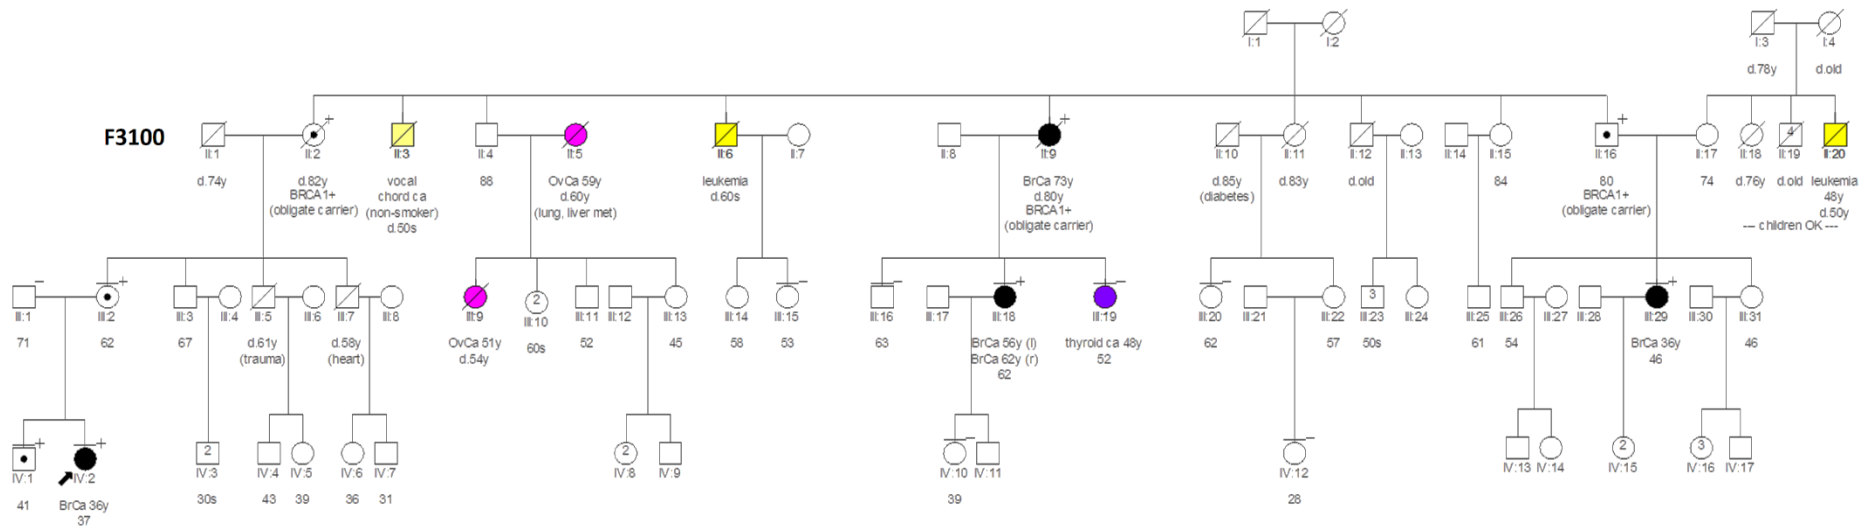 I:1 I:2 I:3 I:4
d.78y d.old
F3100
+ + + 4
II:1 II:2 II:3 II:4 II:5 II:6 II:7 II:8 II:9 II:10 II:11 II:12 II:13 II:14 II:15 II:16 II:17 II:18 II:19 II:20
d.74y d.82y vocal 88 OvCa 59y leukemia BrCa 73y d.85y d.83y d.old 84 80 74 d.76y d.old leukemia
BRCA1+ chord ca d.60y d.60s d.80y (diabetes) BRCA1+ 48y
(obligate carrier) (non-smoker) (lung, liver met) BRCA1+ (obligate carrier) d.50y
d.50s (obligate carrier) --- children OK ---
- + 2 - - + - - 3 +
III:1 III:2 III:3 III:4 III:5 III:6 III:7 III:8 III:9 III:10 III:11 III:12 III:13 III:14 III:15 III:16 III:17 III:18 III:19 III:20 III:21 III:22 III:23 III:24 III:25 III:26 III:27 III:28 III:29 III:30 III:31
71 62 67 d.61y d.58y OvCa 51y 60s 52 45 58 53 63 BrCa 56y (l) thyroid ca 48y 62 57 50s 61 54 BrCa 36y 46
(trauma) (heart) d.54y BrCa 62y (r) 52 46
62
+ + 2 2 - - 2 3
IV:1 IV:2 IV:3 IV:4 IV:5 IV:6 IV:7 IV:8 IV:9 IV:10 IV:11 IV:12 IV:13 IV:14 IV:15 IV:16 IV:17
41 BrCa 36y 30s 43 39 36 31 39 28
37